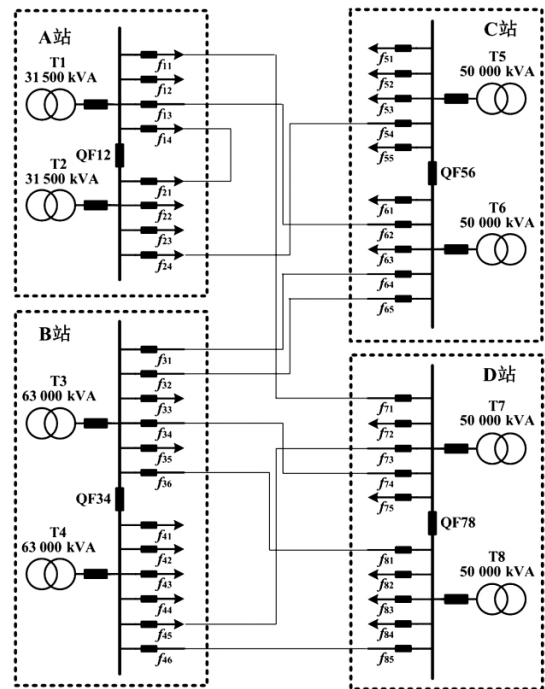 A站
T1
31 500 kVA
f11
f12
f13
f14
QF12
T2
31 500 kVA
f21
f22
f23
f24
B站
T3
63 000 kVA
f31
f32
f33
f34
f35
f36
QF34
T4
63 000 kVA
f41
f42
f43
f44
f45
f46
C站
T5
50 000 kVA
f51
f52
f53
f54
f55
QF56
f61
f62
f63
f64
f65
T6
50 000 kVA
D站
T7
50 000 kVA
f71
f72
f73
f74
f75
QF78
T8
50 000 kVA
f81
f82
f83
f84
f85